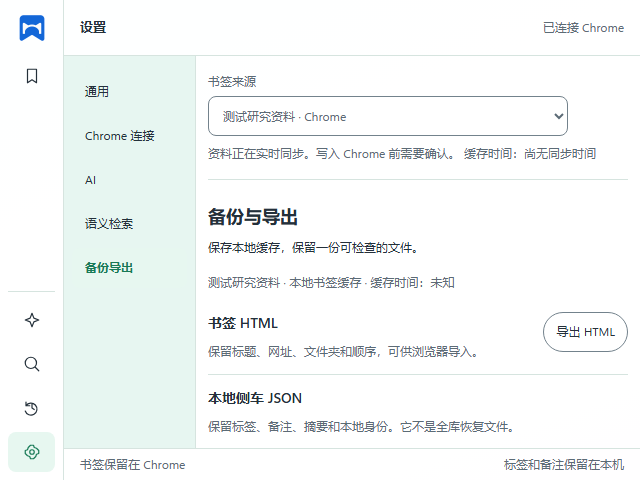 设置
已连接 Chrome
通用
Chrome 连接
AI
语义检索
备份导出
书签来源
测试研究资料 · Chrome
资料正在实时同步。写入 Chrome 前需要确认。 缓存时间：尚无同步时间
备份与导出
保存本地缓存，保留一份可检查的文件。
测试研究资料 · 本地书签缓存 · 缓存时间：未知
书签 HTML
保留标题、网址、文件夹和顺序，可供浏览器导入。
导出 HTML
本地侧车 JSON
保留标签、备注、摘要和本地身份。它不是全库恢复文件。
书签保留在 Chrome
标签和备注保留在本机